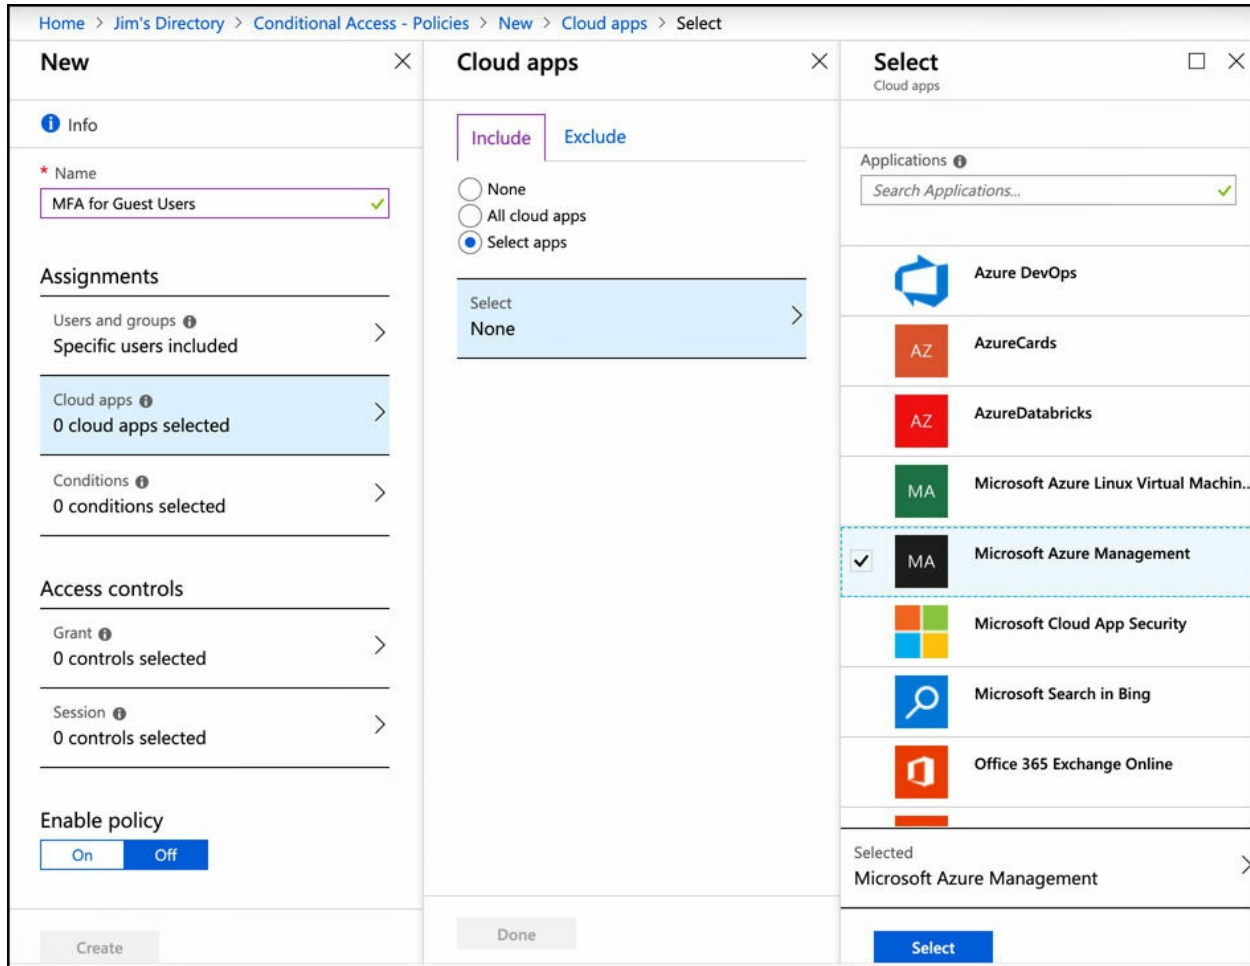 Home > Jim's Directory > Conditional Access - Policies > New > Cloud apps > Select
New
Info
* Name
MFA for Guest Users
Assignments
Users and groups
Specific users included
Cloud apps
0 cloud apps selected
Conditions
0 conditions selected
Access controls
Grant
0 controls selected
Session
0 controls selected
Enable policy
On Off
Create
Cloud apps
Include Exclude
None
All cloud apps
Select apps
Select
None
Done
Select
Cloud apps
Applications
Search Applications...
Azure DevOps
AZ AzureCards
AZ AzureDatabricks
MA Microsoft Azure Linux Virtual Machin...
MA Microsoft Azure Management
Microsoft Cloud App Security
Microsoft Search in Bing
Office 365 Exchange Online
Selected
Microsoft Azure Management
Select